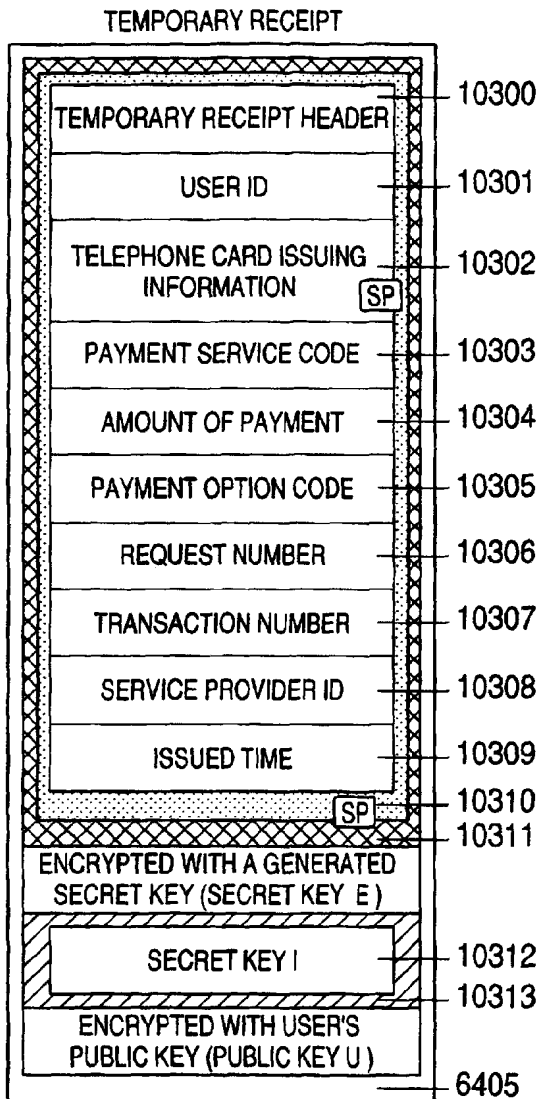 TEMPORARY RECEIPT
TEMPORARY RECEIPT HEADER
10300
USER ID
10301
TELEPHONE CARD ISSUING
INFORMATION
10302
SP
PAYMENT SERVICE CODE
10303
AMOUNT OF PAYMENT
10304
PAYMENT OPTION CODE
10305
REQUEST NUMBER
10306
TRANSACTION NUMBER
10307
SERVICE PROVIDER ID
10308
ISSUED TIME
10309
SP
10310
10311
ENCRYPTED WITH A GENERATED
SECRET KEY (SECRET KEY E)
SECRET KEY I
10312
10313
ENCRYPTED WITH USER'S
PUBLIC KEY (PUBLIC KEY U)
6405